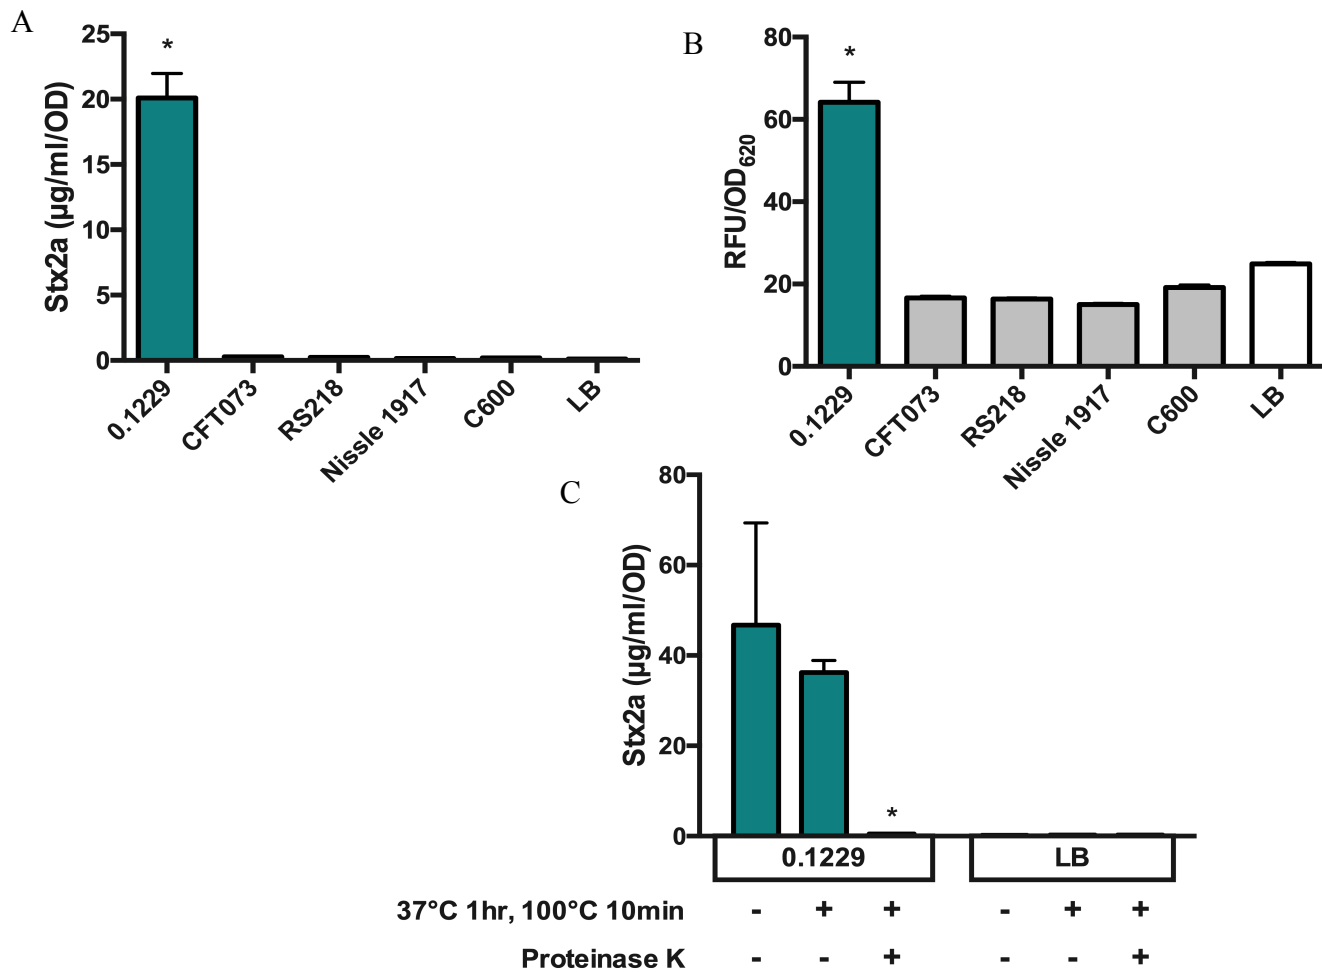 A
Stx2a (µg/ml/OD)
25
20
15
10
5
0
*
0.1229
CFT073
RS218
Nissle 1917
C600
LB
B
RFU/OD620
80
60
40
20
0
*
0.1229
CFT073
RS218
Nissle 1917
C600
LB
C
Stx2a (µg/ml/OD)
80
60
40
20
0
*
0.1229 LB
37°C 1hr, 100°C 10min - + + - + +
Proteinase K - - + - - +